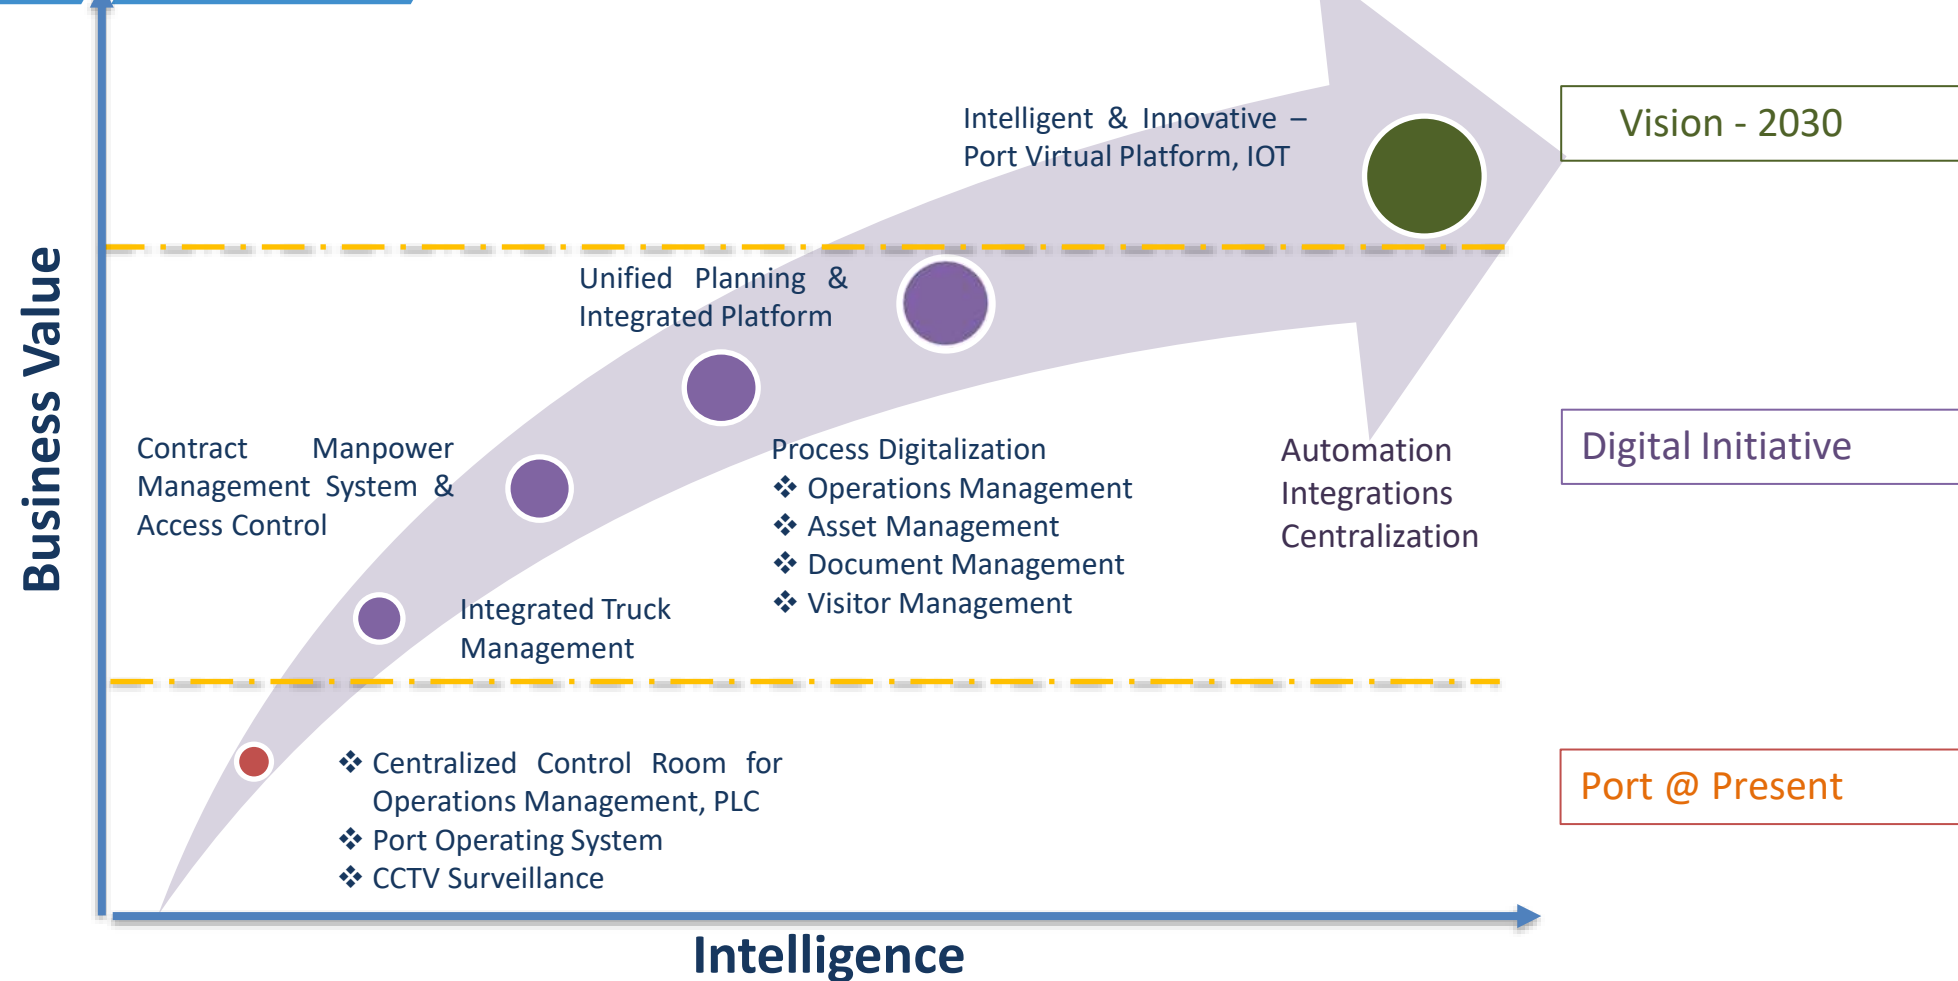 Business Value
Intelligent & Innovative –
Port Virtual Platform, IOT
Vision - 2030
Unified Planning &
Integrated Platform
Contract Manpower
Management System &
Access Control
Process Digitalization
❖ Operations Management
❖ Asset Management
❖ Document Management
❖ Visitor Management
Automation
Integrations
Centralization
Digital Initiative
Integrated Truck
Management
❖ Centralized Control Room for
Operations Management, PLC
❖ Port Operating System
❖ CCTV Surveillance
Port @ Present
Intelligence